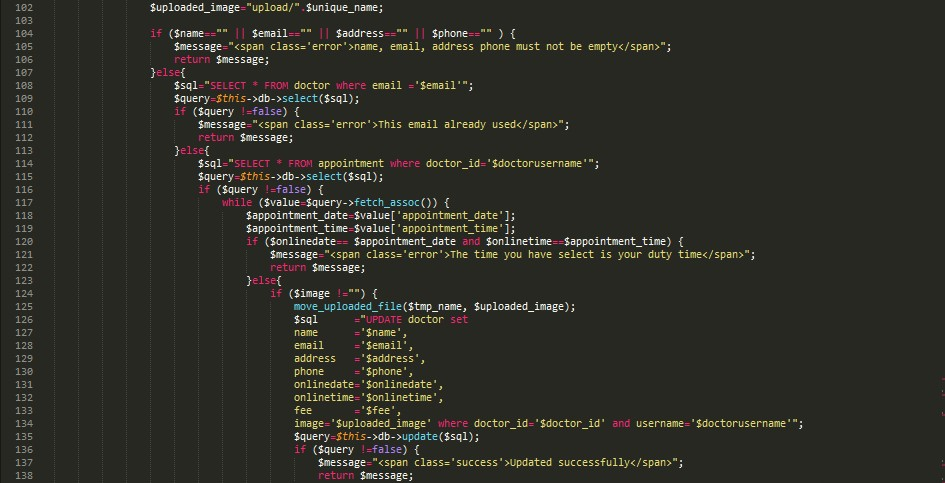 102 $uploaded_image="upload/".$unique_name;
103
104 if ($name=="" || $email=="" || $address=="" || $phone=="" ) {
105 $message="<span class='error'>name, email, address phone must not be empty</span>";
106 return $message;
107 }else{
108 $sql="SELECT * FROM doctor where email ='$email'";
109 $query=$this->db->select($sql);
110 if ($query !=false) {
111 $message="<span class='error'>This email already used</span>";
112 return $message;
113 }else{
114 $sql="SELECT * FROM appointment where doctor_id='$doctorusername'";
115 $query=$this->db->select($sql);
116 if ($query !=false) {
117 while ($value=$query->fetch_assoc()) {
118 $appointment_date=$value['appointment_date'];
119 $appointment_time=$value['appointment_time'];
120 if ($onlinedate== $appointment_date and $onlinetime==$appointment_time) {
121 $message="<span class='error'>The time you have select is your duty time</span>";
122 return $message;
123 }else{
124 if ($image !="") {
125 move_uploaded_file($tmp_name, $uploaded_image);
126 $sql ="UPDATE doctor set
127 name ='$name',
128 email ='$email',
129 address ='$address',
130 phone ='$phone',
131 onlinedate='$onlinedate',
132 onlinetime='$onlinetime',
133 fee ='$fee',
134 image='$uploaded_image' where doctor_id='$doctor_id' and username='$doctorusername'";
135 $query=$this->db->update($sql);
136 if ($query !=false) {
137 $message="<span class='success'>Updated successfully</span>";
138 return $message;